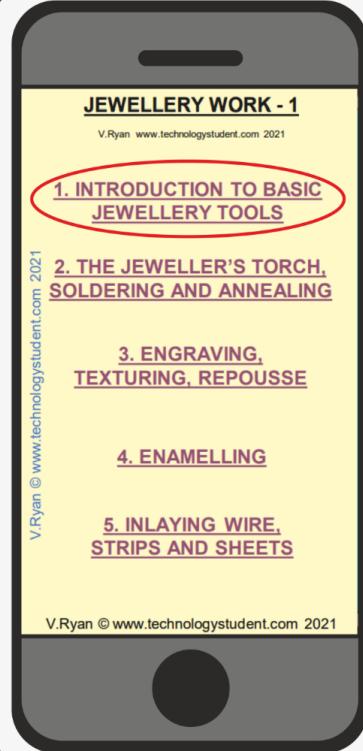 JEWELLERY WORK - 1
V.Ryan www.technologystudent.com 2021
1. INTRODUCTION TO BASIC
JEWELLERY TOOLS
2. THE JEWELLER'S TORCH,
SOLDERING AND ANNEALING
3. ENGRAVING,
TEXTURING, REPOUSSE
4. ENAMELLING
5. INLAYING WIRE,
STRIPS AND SHEETS
V.Ryan © www.technologystudent.com 2021
V.Ryan © www.technologystudent.com 2021